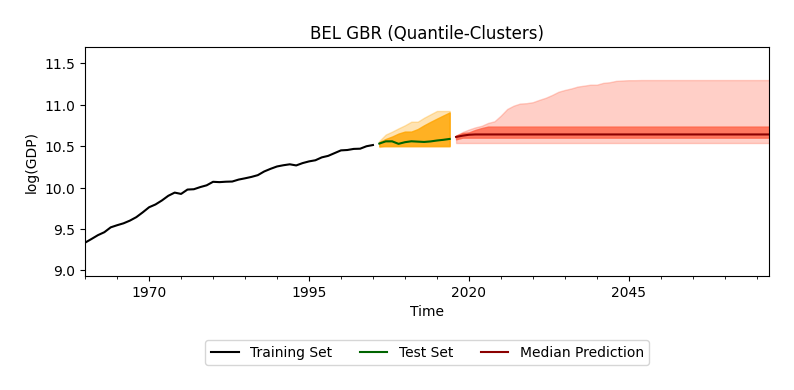 BEL GBR (Quantile-Clusters)
11.5
11.0
10.5
10.0
9.5
9.0
log(GDP)
1970
1995
2020
2045
Time
Training Set
Test Set
Median Prediction